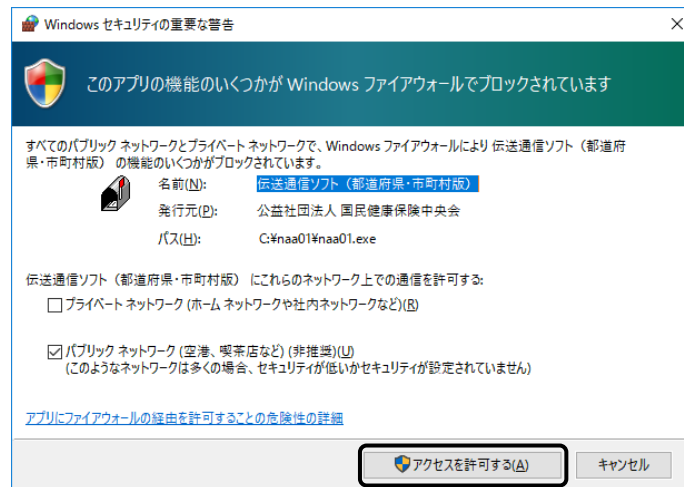 Windows セキュリティの重要な警告
このアプリの機能のいくつかが Windows ファイアウォールでブロックされています
すべてのパブリック ネットワークとプライベート ネットワークで、Windows ファイアウォールにより 伝送通信ソフト（都道府
県・市町村版） の機能のいくつかがブロックされています。
名前(N): 伝送通信ソフト（都道府県・市町村版）
発行元(P): 公益社団法人 国民健康保険中央会
パス(H): C:¥naa01¥naa01.exe
伝送通信ソフト（都道府県・市町村版） にこれらのネットワーク上での通信を許可する:
プライベート ネットワーク (ホーム ネットワークや社内ネットワークなど)(R)
パブリック ネットワーク (空港、喫茶店など) (非推奨)(U)
(このようなネットワークは多くの場合、セキュリティが低いかセキュリティが設定されていません)
アプリにファイアウォールの経由を許可することの危険性の詳細
アクセスを許可する(A) キャンセル